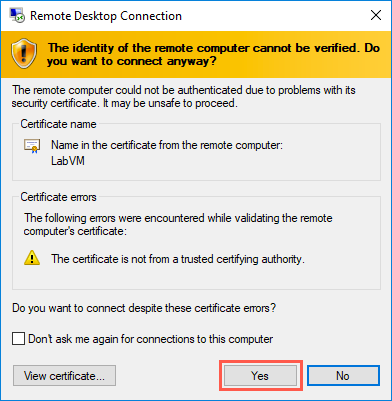 Remote Desktop Connection
The identity of the remote computer cannot be verified. Do
you want to connect anyway?
The remote computer could not be authenticated due to problems with its
security certificate. It may be unsafe to proceed.
Certificate name
Name in the certificate from the remote computer:
LabVM
Certificate errors
The following errors were encountered while validating the remote
computer's certificate:
The certificate is not from a trusted certifying authority.
Do you want to connect despite these certificate errors?
Don't ask me again for connections to this computer
View certificate... Yes No